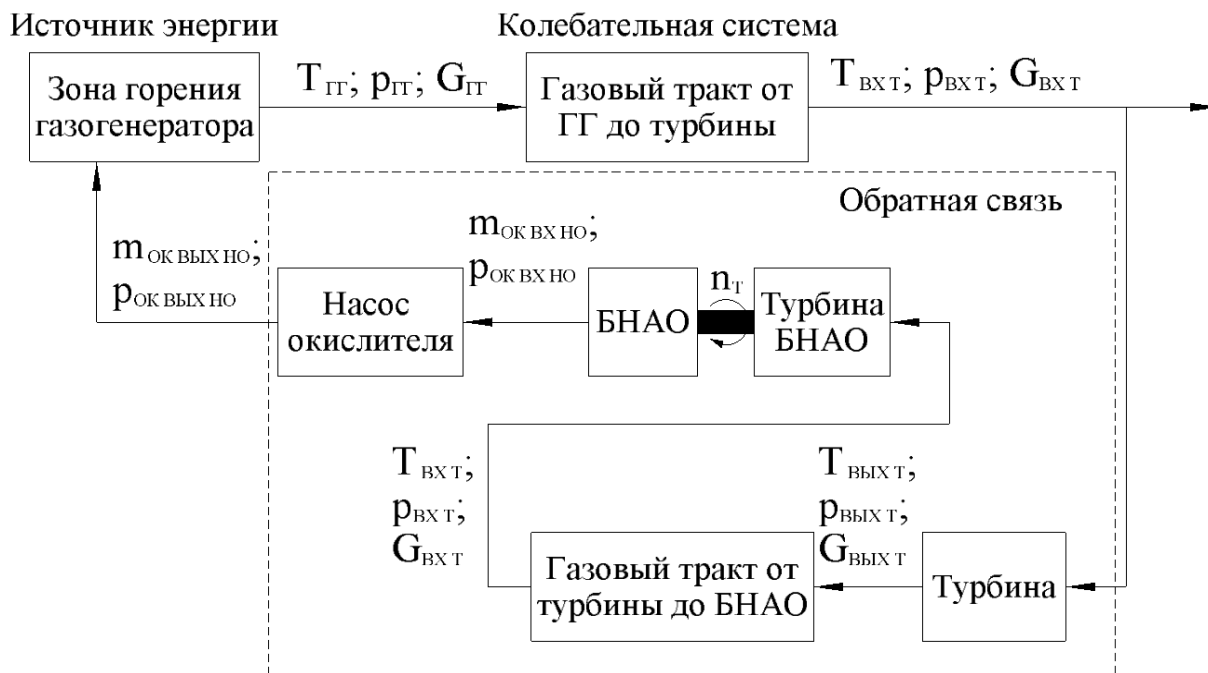 Источник энергии
Колебательная система
Зона горения
газогенератора
T ГГ; p ГГ; G ГГ
Газовый тракт от
ГГ до турбины
T ВХ Т; p ВХ Т; G ВХ Т
Обратная связь
m ОК ВЫХ НО;
p ОК ВЫХ НО
Насос
окислителя
m ОК ВХ НО;
p ОК ВХ НО
БНАО
n Т
Турбина
БНАО
T ВХ Т;
p ВХ Т;
G ВХ Т
Газовый тракт от
турбины до БНАО
T ВЫХ Т;
p ВЫХ Т;
G ВЫХ Т
Турбина